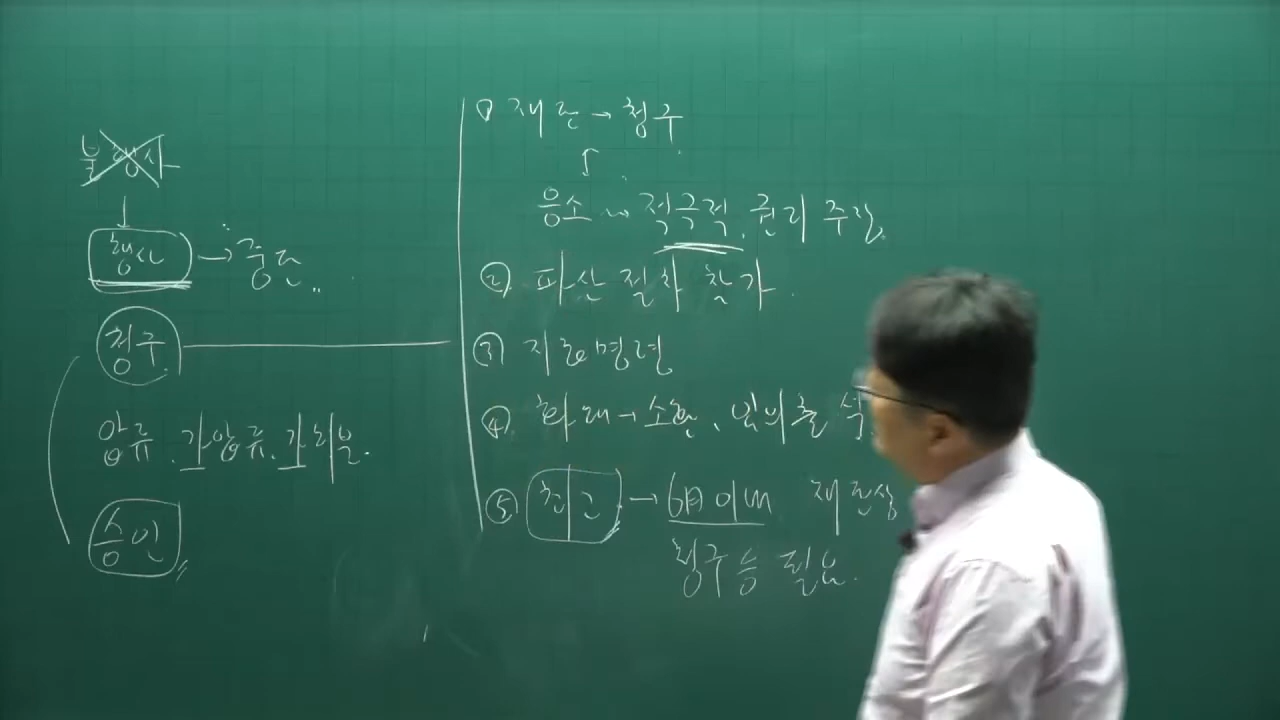 불행사
행사 → 중단
청구
압류. 가압류. 가처분.
승인
① 재판 → 청구
응소 적극적 권리 주장
② 파산 절차 참가
③ 지급명령
④ 화해 → 소환, 임의출석
⑤ 최고 → 6月이내 재판상
청구 등 필요.